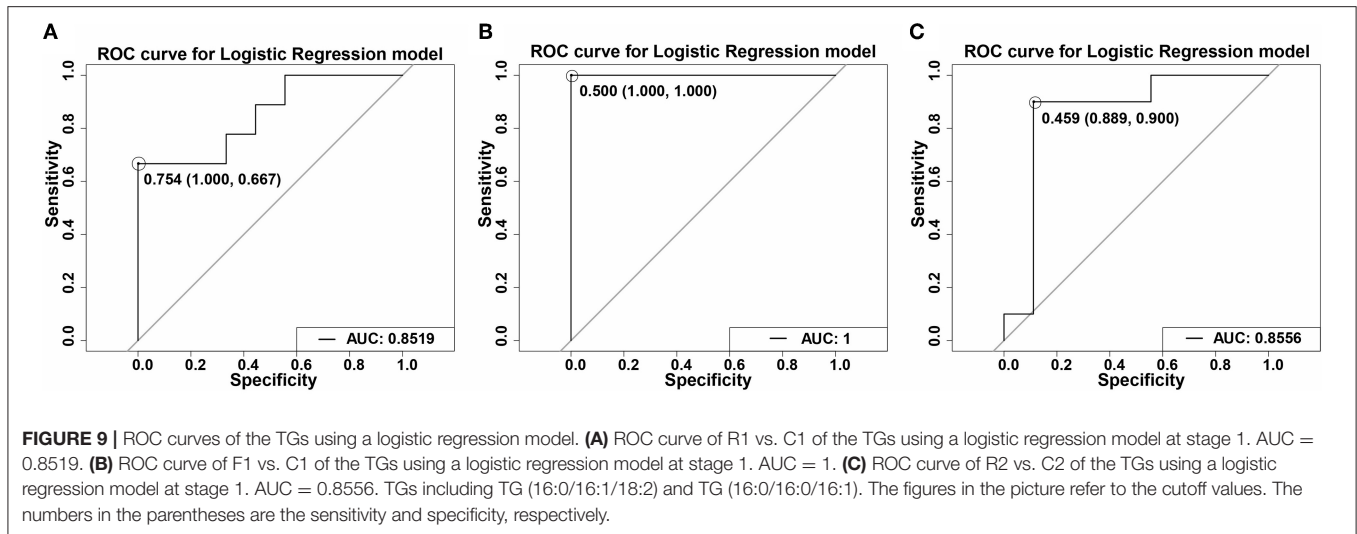 A
ROC curve for Logistic Regression model
1.0
0.8
0.6
0.4
0.2
0.0
Sensitivity
0.754 (1.000, 0.667)
AUC: 0.8519
0.0 0.2 0.4 0.6 0.8 1.0
Specificity
B
ROC curve for Logistic Regression model
1.0
0.8
0.6
0.4
0.2
0.0
Sensitivity
0.500 (1.000, 1.000)
AUC: 1
0.0 0.2 0.4 0.6 0.8 1.0
Specificity
C
ROC curve for Logistic Regression model
1.0
0.8
0.6
0.4
0.2
0.0
Sensitivity
0.459 (0.889, 0.900)
AUC: 0.8556
0.0 0.2 0.4 0.6 0.8 1.0
Specificity
FIGURE 9 | ROC curves of the TGs using a logistic regression model. (A) ROC curve of R1 vs. C1 of the TGs using a logistic regression model at stage 1. AUC =
0.8519. (B) ROC curve of F1 vs. C1 of the TGs using a logistic regression model at stage 1. AUC = 1. (C) ROC curve of R2 vs. C2 of the TGs using a logistic
regression model at stage 1. AUC = 0.8556. TGs including TG (16:0/16:1/18:2) and TG (16:0/16:0/16:1). The figures in the picture refer to the cutoff values. The
numbers in the parentheses are the sensitivity and specificity, respectively.